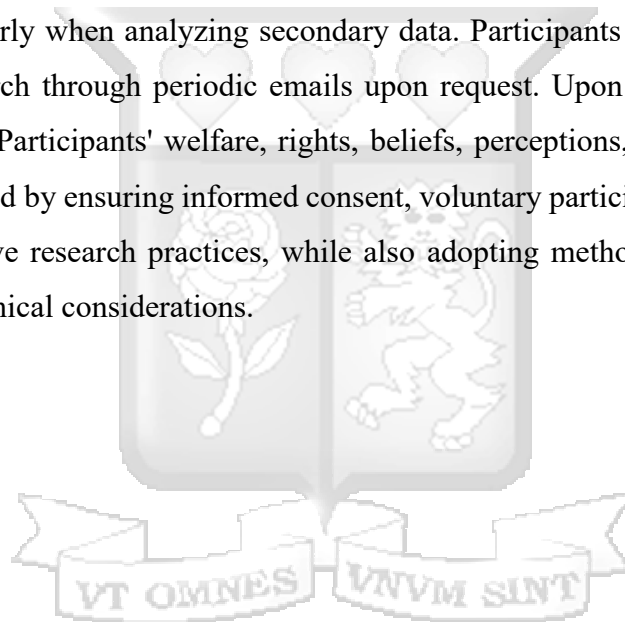 rly when analyzing secondary data. Participants
rch through periodic emails upon request. Upon
Participants' welfare, rights, beliefs, perceptions,
d by ensuring informed consent, voluntary partici
ve research practices, while also adopting metho
nical considerations.
VT OMNES VNVM SINT